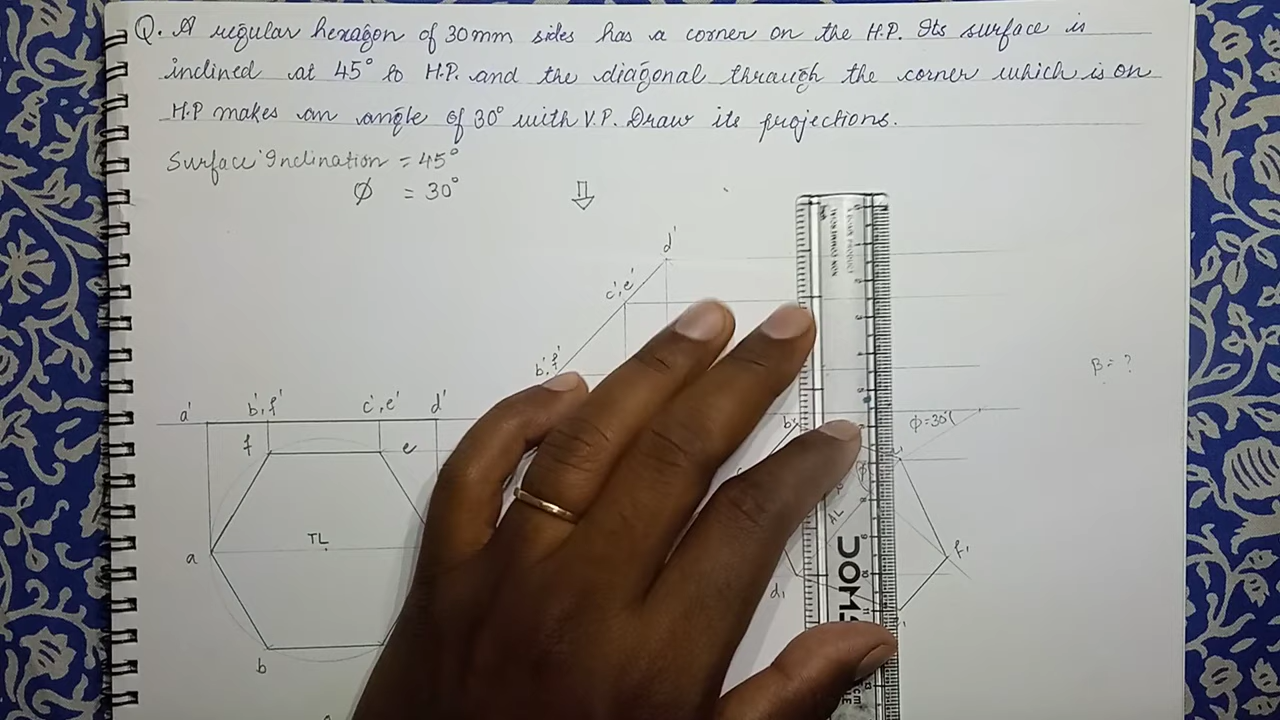 Q. A regular hexagon of 30mm sides has a corner on the H.P. Its surface is
inclined at 45° to H.P. and the diagonal through the corner which is on
H.P makes an angle of 30° with V.P. Draw its projections.
Surface Inclination = 45°
Ø = 30°
d'
c',e'
b',f'
β = ?
a' b',f' c',e' d'
b₁
Ø=30°
f e
TL
a
d₁
f₁
b
DOMS
cm